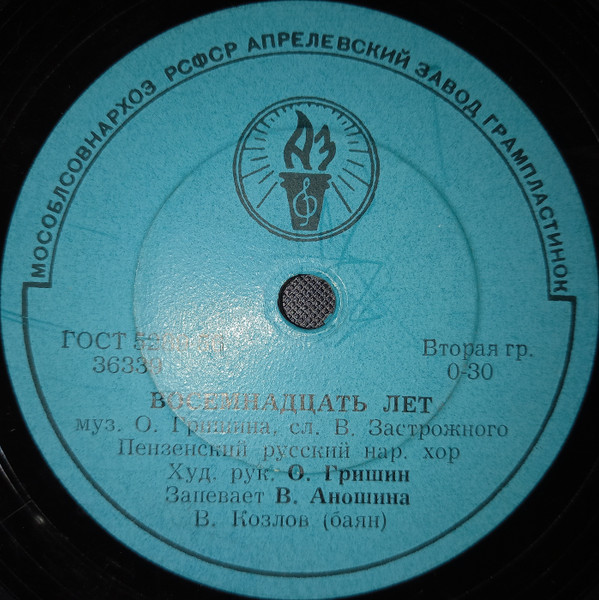 МОСОБЛСОВНАРХОЗ РСФСР АПРЕЛЕВСКИЙ ЗАВОД ГРАМПЛАСТИНОК
АЗ
ГОСТ
36339
Вторая гр.
0-30
ВОСЕМНАДЦАТЬ ЛЕТ
муз. О. Гришина, сл. В. Застрожного
Пензенский русский нар. хор
Худ. рук. О. Гришин
Запевает В. Аношина
В. Козлов (баян)